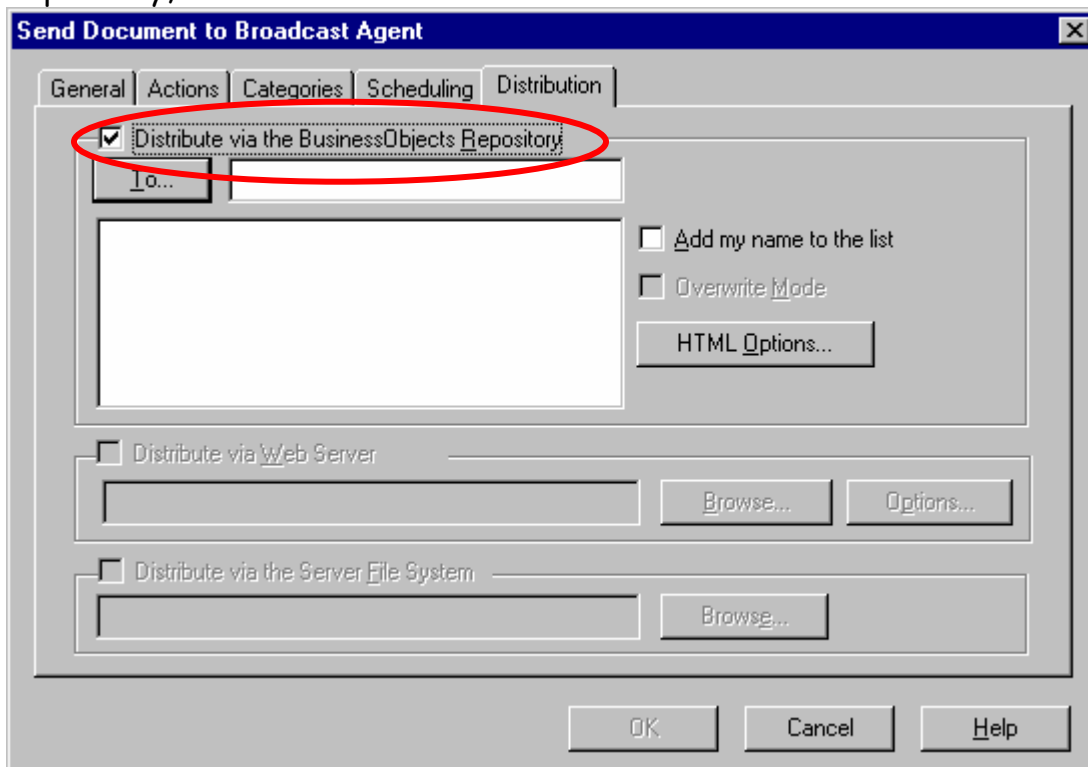 Send Document to Broadcast Agent
General Actions Categories Scheduling Distribution
Distribute via the BusinessObjects Repository
To...
Add my name to the list
Overwrite Mode
HTML Options...
Distribute via Web Server
Browse... Options...
Distribute via the Server File System
Browse...
OK Cancel Help